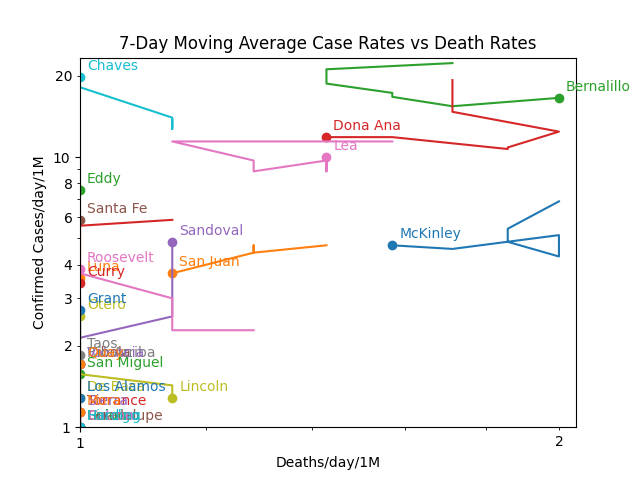 7-Day Moving Average Case Rates vs Death Rates
Chaves
Bernalillo
Dona Ana
Lea
Eddy
Santa Fe
Sandoval
McKinley
Roosevelt
San Juan
Luna
Curry
Grant
Otero
Taos
San Miguel
Los Alamos
Lincoln
Torrance
Guadalupe
20
10
8
6
4
3
2
1
1
2
Confirmed Cases/day/1M
Deaths/day/1M